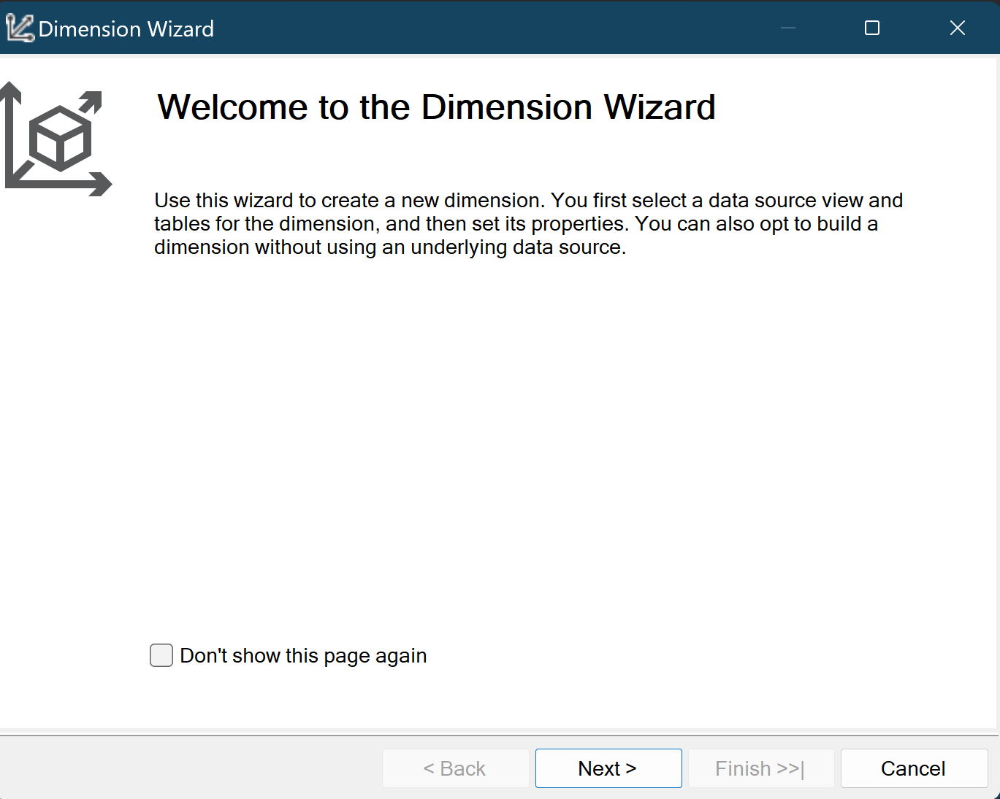 Dimension Wizard
Welcome to the Dimension Wizard
Use this wizard to create a new dimension. You first select a data source view and
tables for the dimension, and then set its properties. You can also opt to build a
dimension without using an underlying data source.
Don't show this page again
< Back
Next >
Finish >>|
Cancel